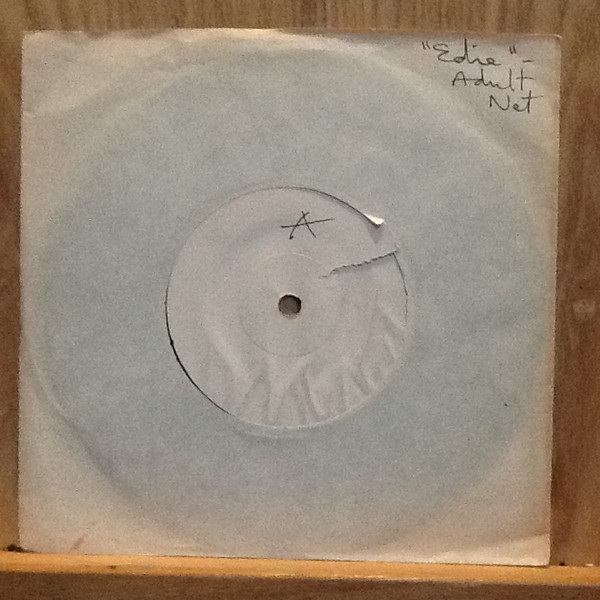 "Edie" -
Adult
Net
A